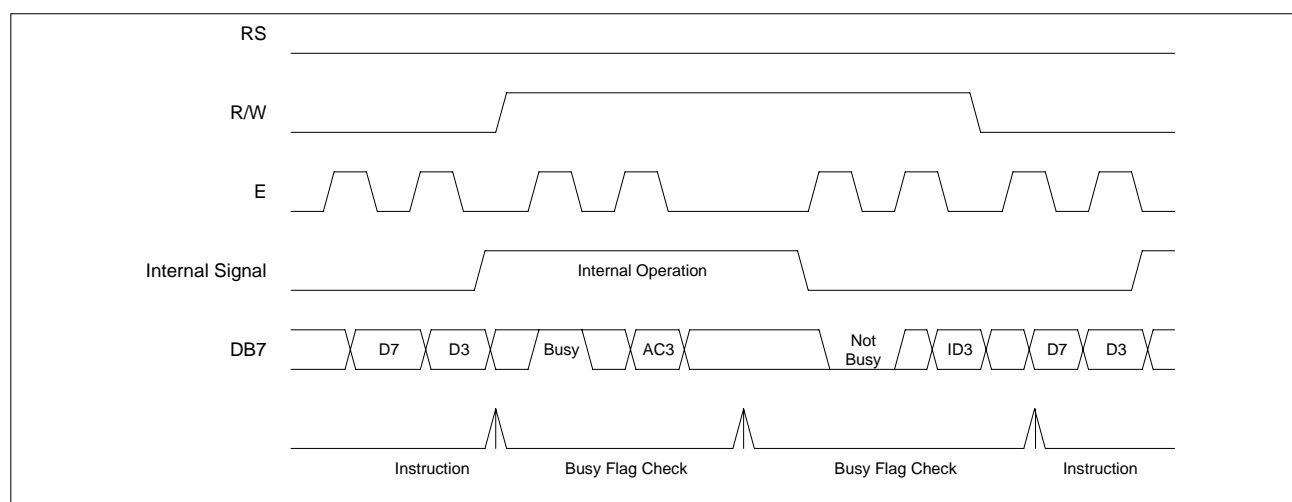 RS
R/W
E
Internal Signal
Internal Operation
DB7
D7
D3
Busy
AC3
Not
Busy
ID3
D7
D3
Instruction
Busy Flag Check
Busy Flag Check
Instruction